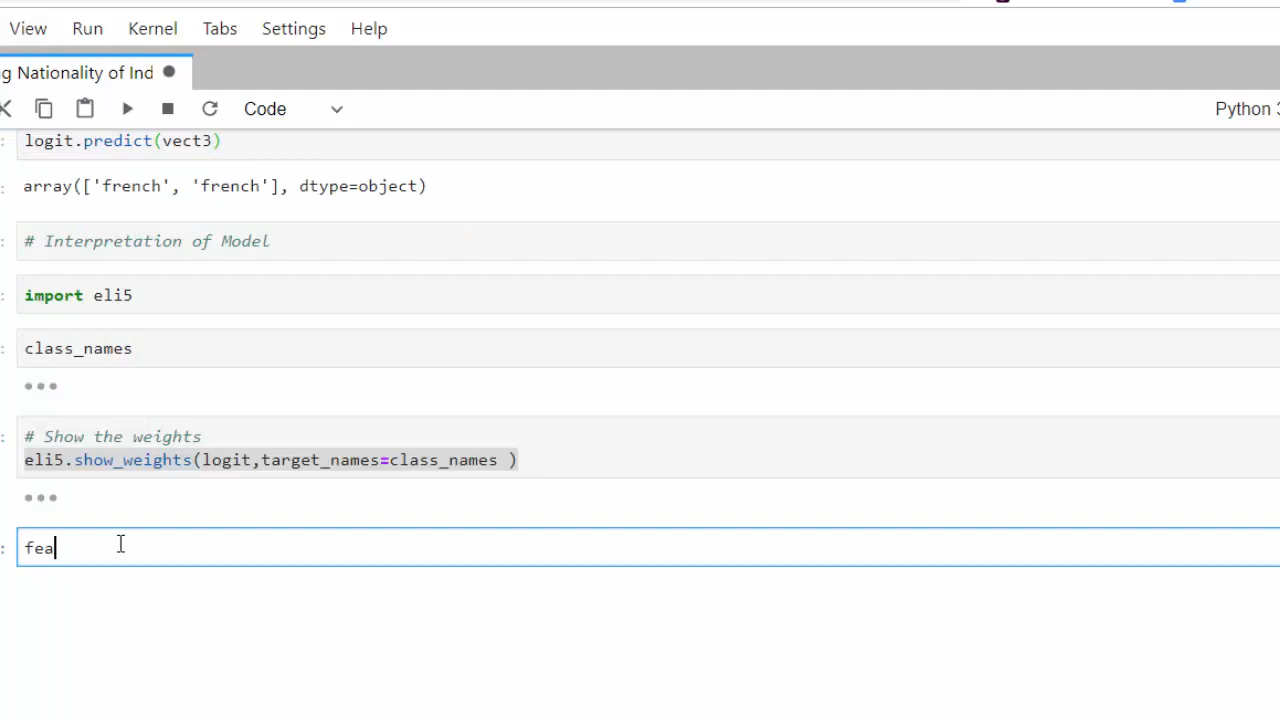 View Run Kernel Tabs Settings Help
g Nationality of Ind
Code
Python 3
logit.predict(vect3)
array(['french', 'french'], dtype=object)
# Interpretation of Model
import eli5
class_names
# Show the weights
eli5.show_weights(logit,target_names=class_names )
fea